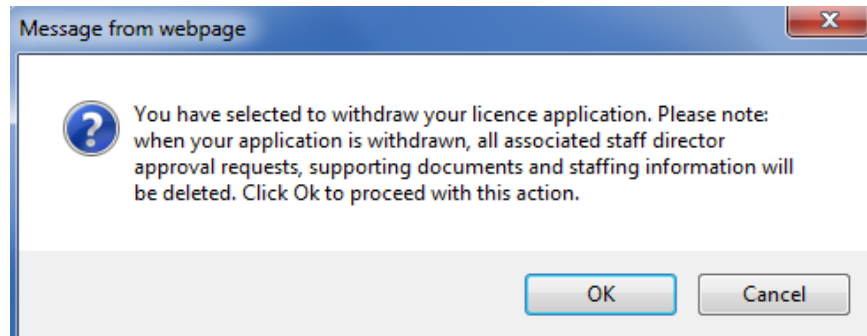 Message from webpage
X
You have selected to withdraw your licence application. Please note:
when your application is withdrawn, all associated staff director
approval requests, supporting documents and staffing information will
be deleted. Click Ok to proceed with this action.
OK
Cancel